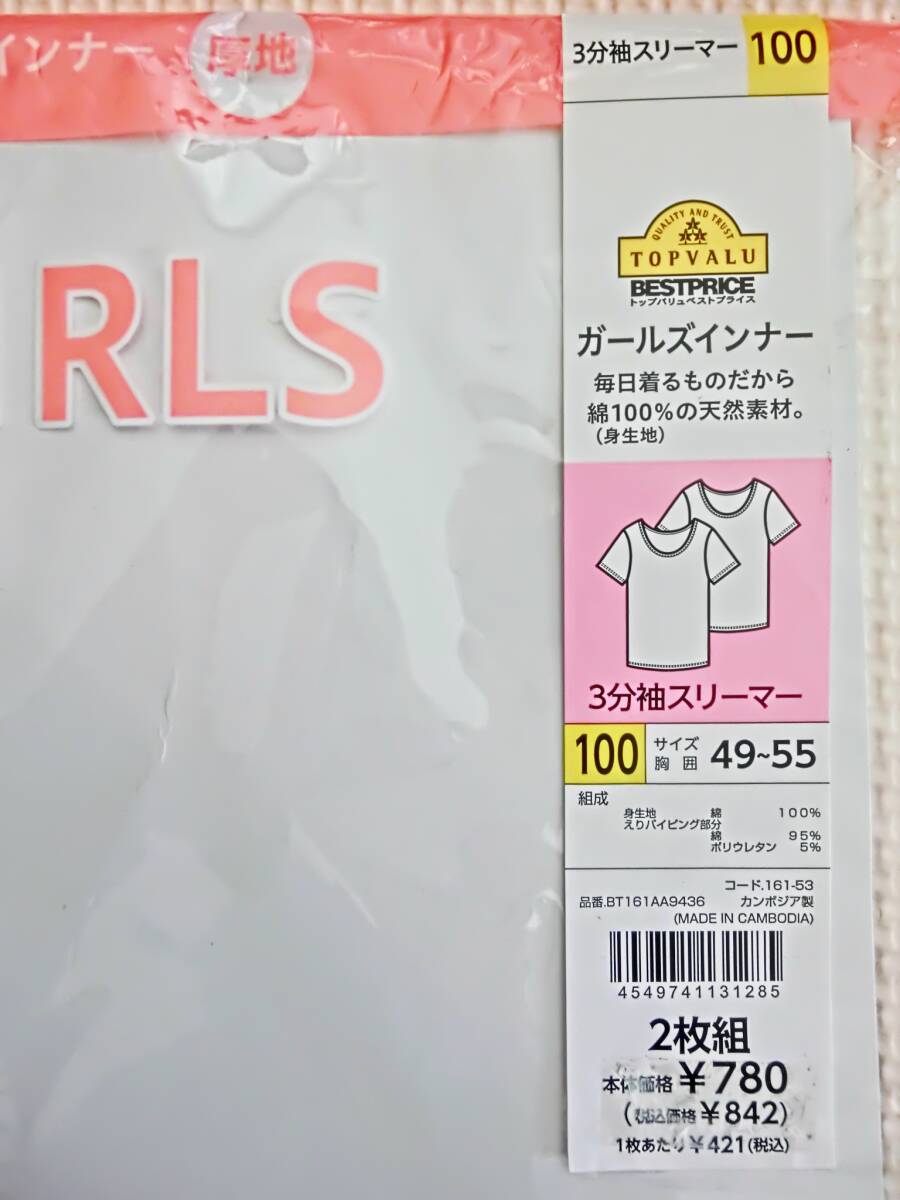 インナー 厚地
RLS
3分袖スリーマー 100
QUALITY AND TRUST
TOPVALU
BESTPRICE
トップバリュベストプライス
ガールズインナー
毎日着るものだから
綿100%の天然素材。
(身生地)
3分袖スリーマー
100 サイズ 胸囲 49~55
組成
身生地 綿 100%
えりパイピング部分
綿 95%
ポリウレタン 5%
コード.161-53
品番.BT161AA9436 カンボジア製
(MADE IN CAMBODIA)
4549741131285
2枚組
本体価格 ¥780
(税込価格 ¥842)
1枚あたり ¥421(税込)